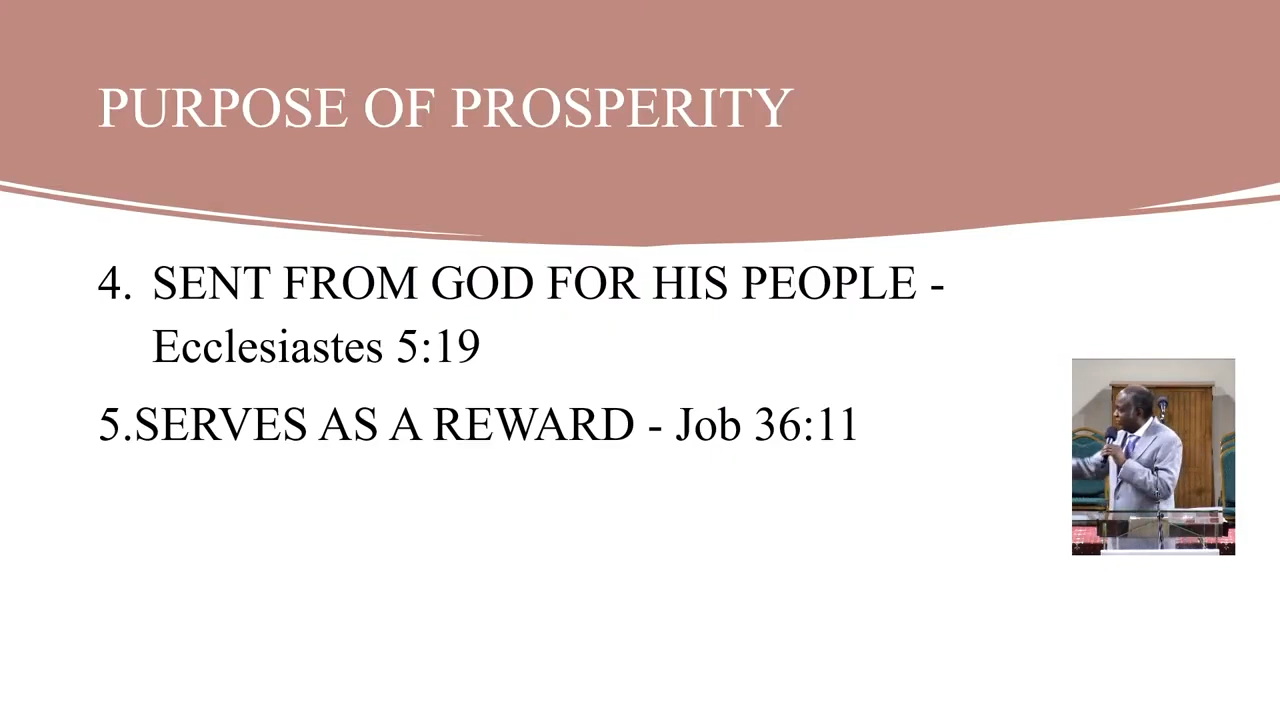 PURPOSE OF PROSPERITY
4. SENT FROM GOD FOR HIS PEOPLE -
Ecclesiastes 5:19
5.SERVES AS A REWARD - Job 36:11